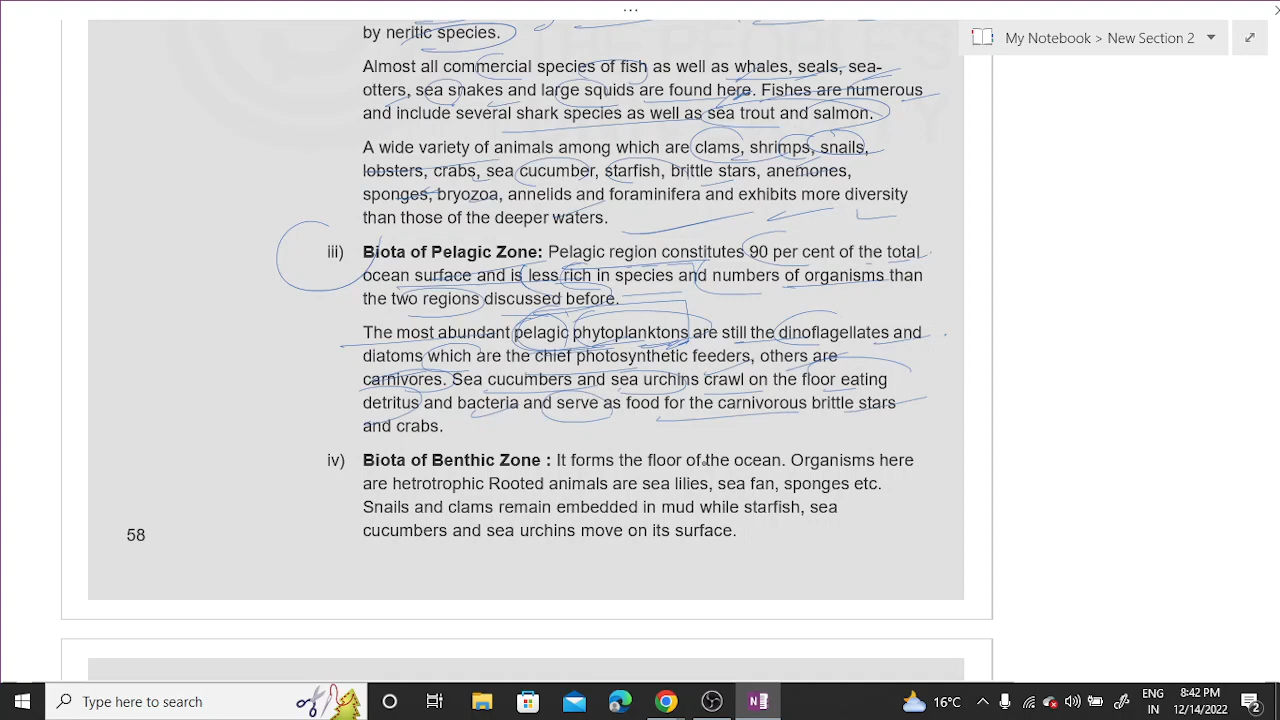 ...
My Notebook > New Section 2
by neritic species.
Almost all commercial species of fish as well as whales, seals, sea-
otters, sea snakes and large squids are found here. Fishes are numerous
and include several shark species as well as sea trout and salmon.
A wide variety of animals among which are clams, shrimps, snails,
lobsters, crabs, sea cucumber, starfish, brittle stars, anemones,
sponges, bryozoa, annelids and foraminifera and exhibits more diversity
than those of the deeper waters.
iii) Biota of Pelagic Zone: Pelagic region constitutes 90 per cent of the total
ocean surface and is less rich in species and numbers of organisms than
the two regions discussed before.
The most abundant pelagic phytoplanktons are still the dinoflagellates and
diatoms which are the chief photosynthetic feeders, others are
carnivores. Sea cucumbers and sea urchins crawl on the floor eating
detritus and bacteria and serve as food for the carnivorous brittle stars
and crabs.
iv) Biota of Benthic Zone : It forms the floor of the ocean. Organisms here
are hetrotrophic Rooted animals are sea lilies, sea fan, sponges etc.
Snails and clams remain embedded in mud while starfish, sea
cucumbers and sea urchins move on its surface.
58
Type here to search
16°C
ENG
IN
8:42 PM
12/14/2022
2